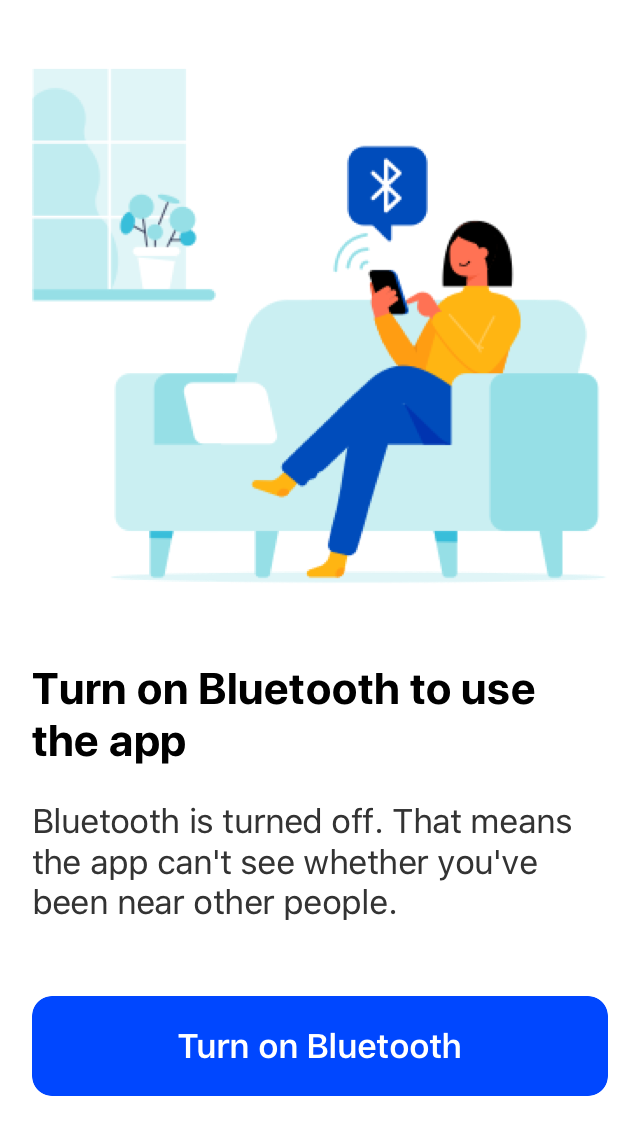 Turn on Bluetooth to use
the app
Bluetooth is turned off. That means
the app can't see whether you've
been near other people.
Turn on Bluetooth